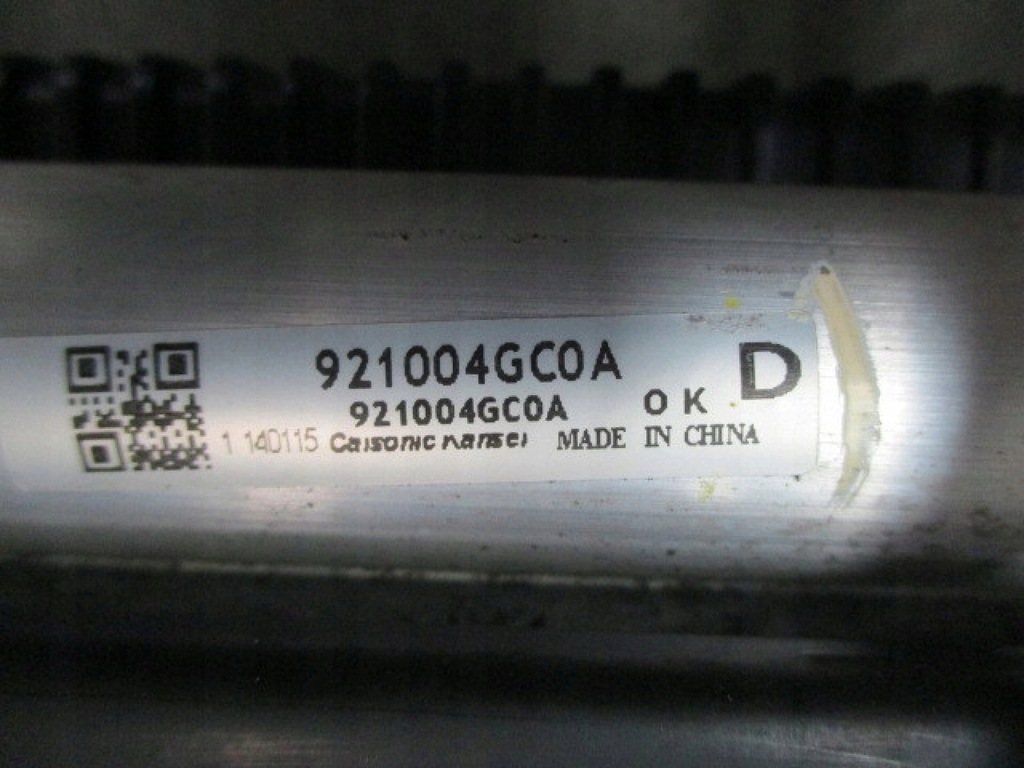 921004GC0A
921004GC0A OK D
1 140115 Calsonic Kansei MADE IN CHINA